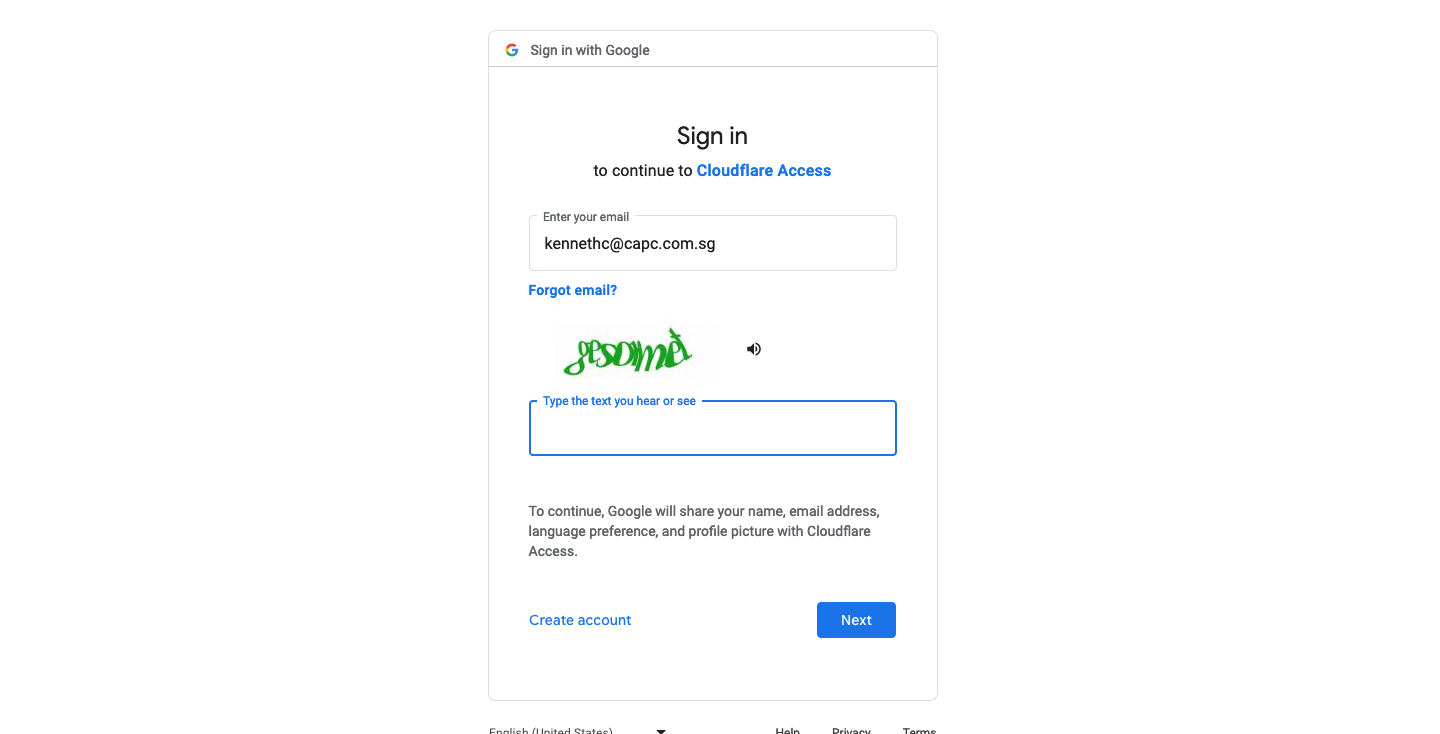 Sign in with Google
Sign in
to continue to Cloudflare Access
Enter your email
kennethc@capc.com.sg
Forgot email?
Type the text you hear or see
To continue, Google will share your name, email address,
language preference, and profile picture with Cloudflare
Access.
Create account
Next
English (United States)
Help Privacy Terms